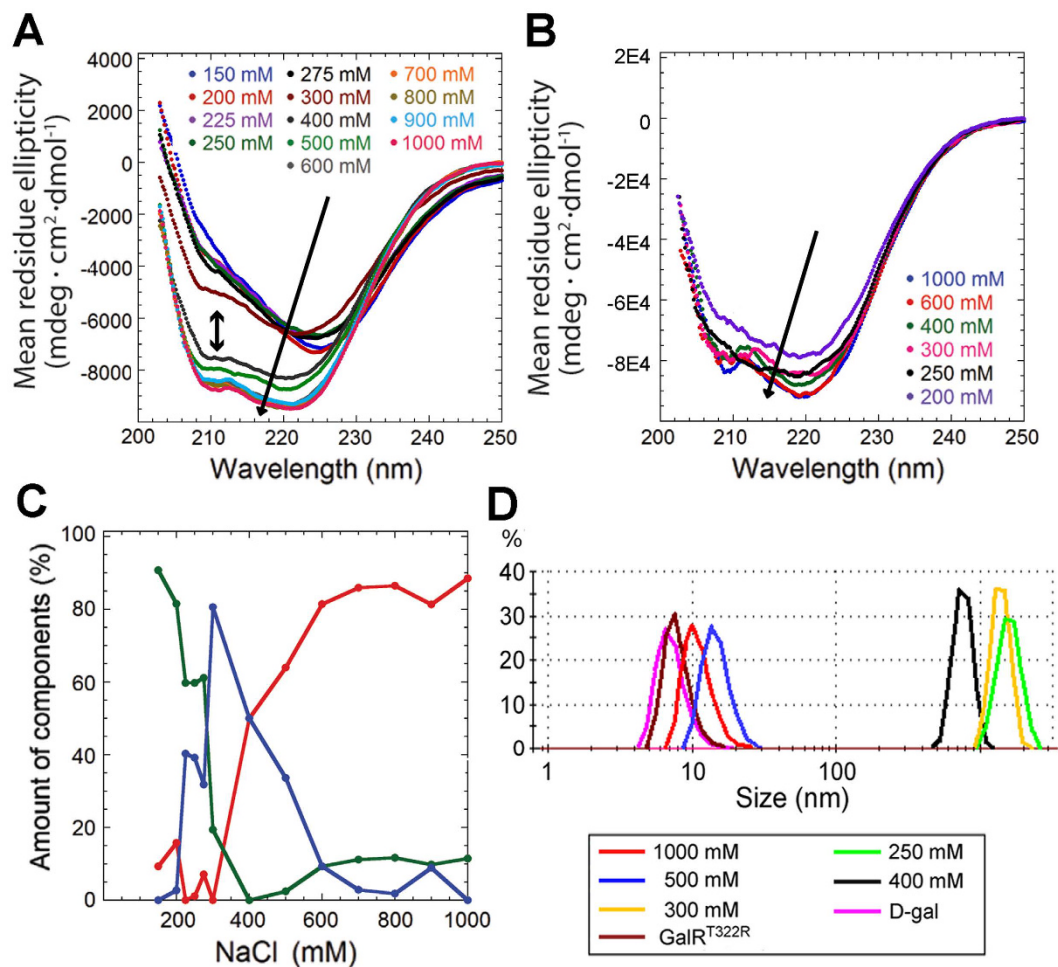 A
4000
2000
0
-2000
-4000
-6000
-8000
Mean redsidue ellipticity
(mdeg · cm²·dmol⁻¹)
150 mM
200 mM
225 mM
250 mM
275 mM
300 mM
400 mM
500 mM
600 mM
700 mM
800 mM
900 mM
1000 mM
200 210 220 230 240 250
Wavelength (nm)
B
2E4
0
-2E4
-4E4
-6E4
-8E4
Mean redsidue ellipticity
(mdeg · cm²·dmol⁻¹)
1000 mM
600 mM
400 mM
300 mM
250 mM
200 mM
200 210 220 230 240 250
Wavelength (nm)
C
100
80
60
40
20
0
Amount of components (%)
200 400 600 800 1000
NaCl (mM)
D
%
40
30
20
10
0
1 10 100
Size (nm)
1000 mM
500 mM
300 mM
GalRᵀ³²²ᴿ
250 mM
400 mM
D-gal